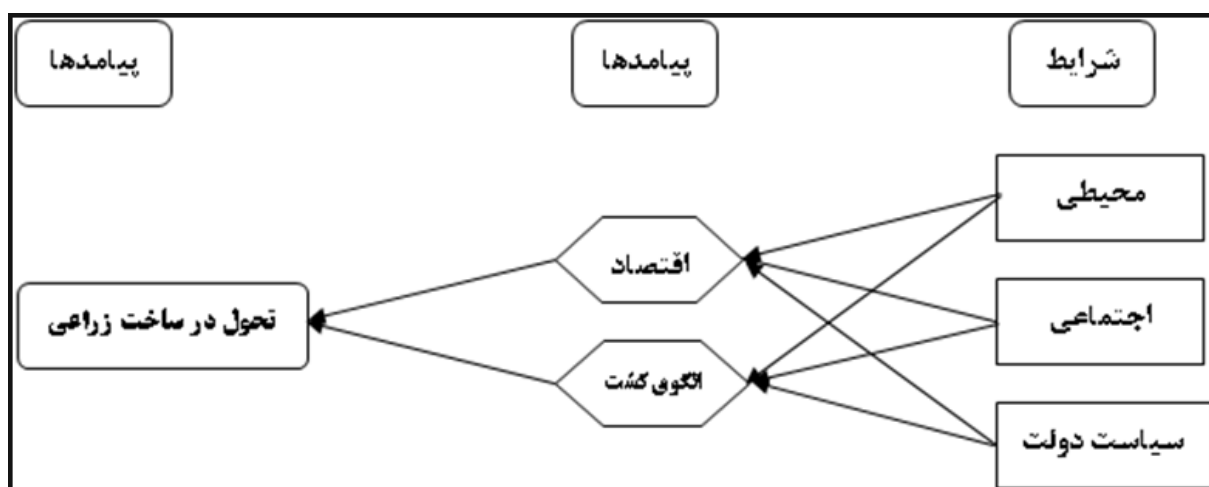 شرایط
پیامدها
پیامدها
محیطی
اقتصاد
اجتماعی
تحول در ساخت زراعی
الگوی کشت
سیاست دولت